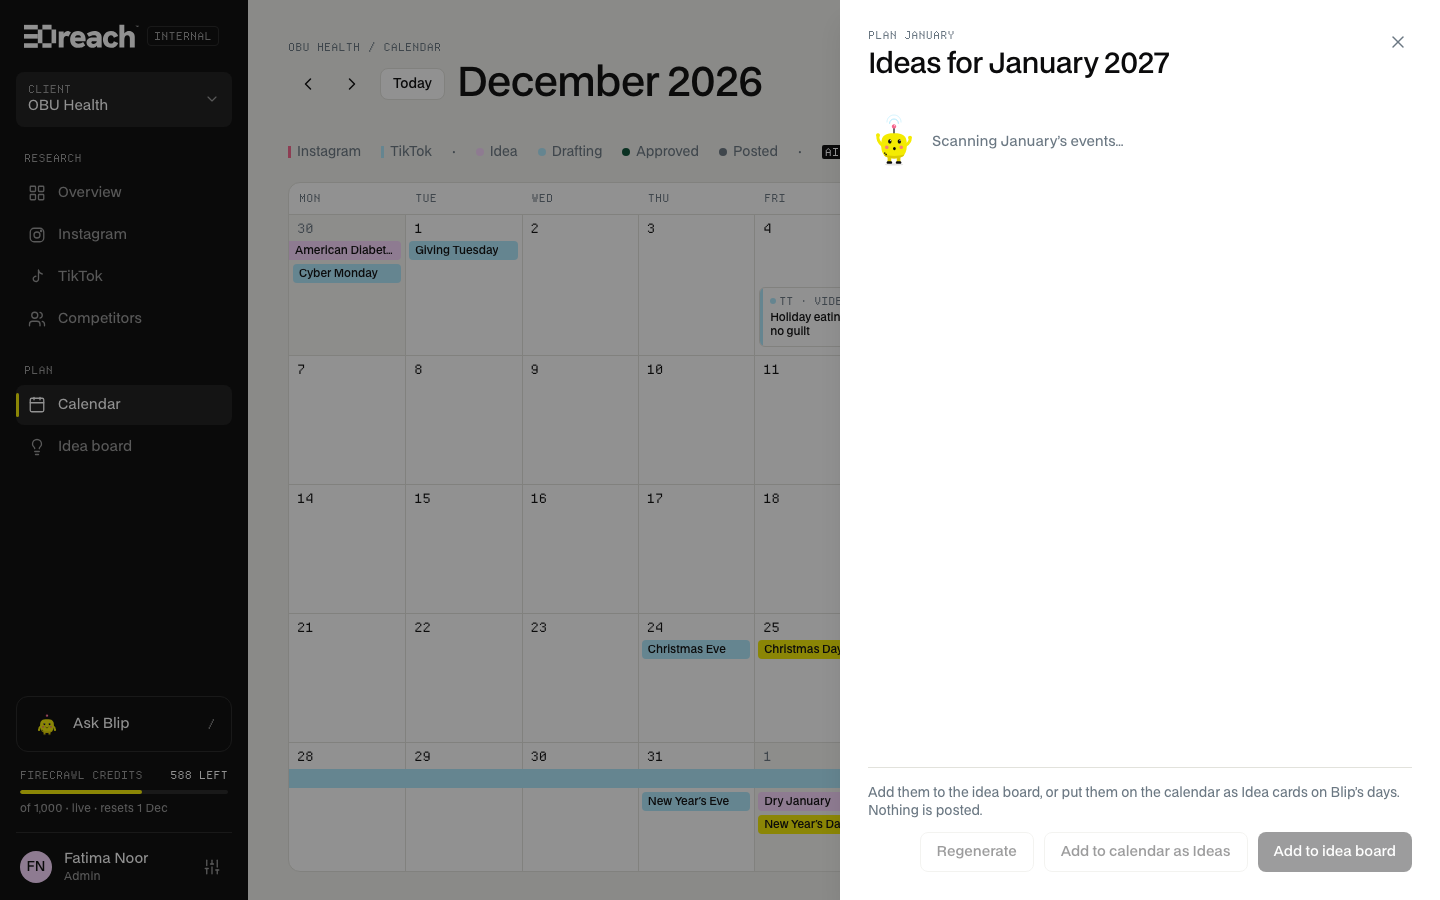 reach
INTERNAL
CLIENT
OBU Health
RESEARCH
Overview
Instagram
TikTok
Competitors
PLAN
Calendar
Idea board
Ask Blip /
FIRECRAWL CREDITS 588 LEFT
of 1,000 · live · resets 1 Dec
FN
Fatima Noor
Admin
OBU HEALTH / CALENDAR
Today
December 2026
Instagram TikTok · Idea Drafting Approved Posted · AI
MON TUE WED THU FRI
30 1 2 3 4
American Diabet...
Giving Tuesday
Cyber Monday
TT · VIDE
Holiday eatin
no guilt
7 8 9 10 11
14 15 16 17 18
21 22 23 24 25
Christmas Eve
Christmas Day
28 29 30 31 1
New Year's Eve
Dry January
New Year's Da
PLAN JANUARY
Ideas for January 2027
Scanning January's events...
Add them to the idea board, or put them on the calendar as Idea cards on Blip's days.
Nothing is posted.
Regenerate
Add to calendar as Ideas
Add to idea board